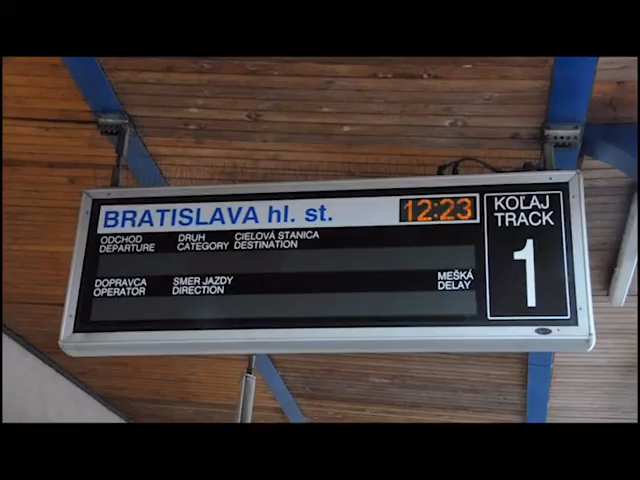 BRATISLAVA hl. st. 12:23
ODCHOD DRUH CIEĽOVÁ STANICA
DEPARTURE CATEGORY DESTINATION
DOPRAVCA SMER JAZDY MEŠKÁ
OPERATOR DIRECTION DELAY
KOĽAJ
TRACK
1